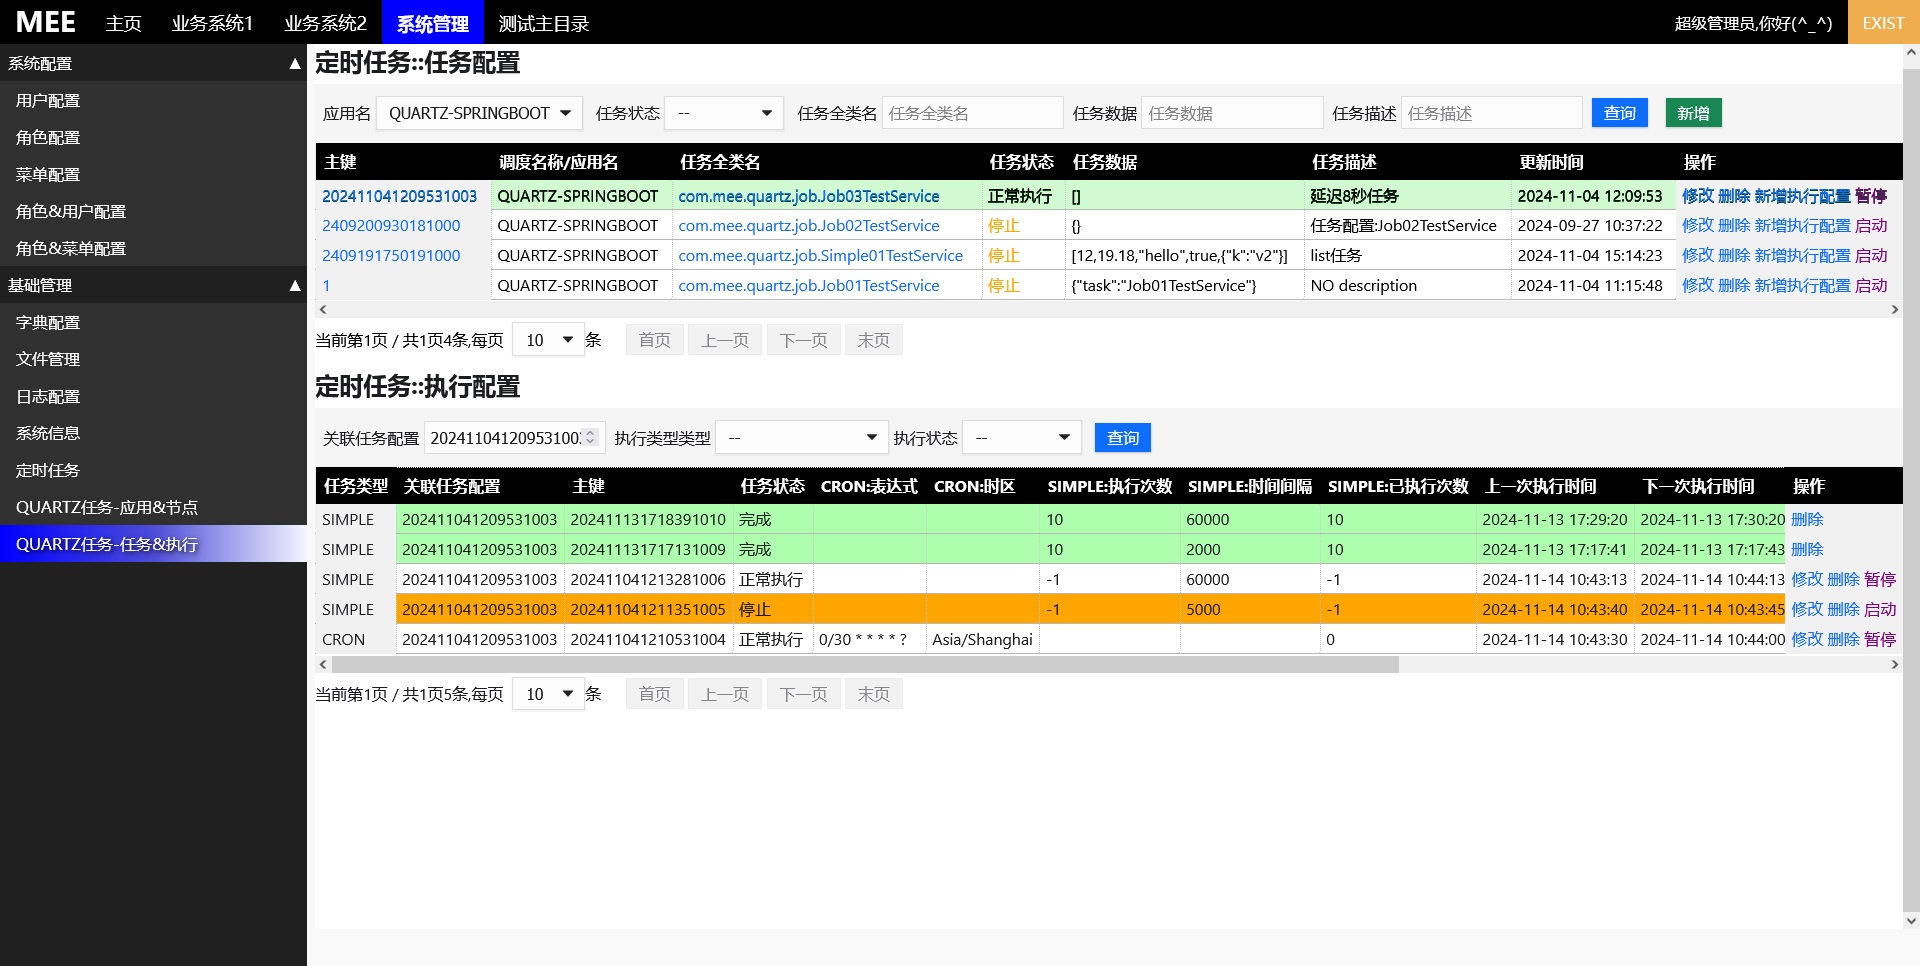 MEE 主页 业务系统1 业务系统2 系统管理 测试主目录 超级管理员,你好(^_^) EXIST
系统配置 ▲
用户配置
角色配置
菜单配置
角色&用户配置
角色&菜单配置
基础管理 ▲
字典配置
文件管理
日志配置
系统信息
定时任务
QUARTZ任务-应用&节点
QUARTZ任务-任务&执行
定时任务::任务配置
应用名 QUARTZ-SPRINGBOOT 任务状态 -- 任务全类名 任务全类名 任务数据 任务数据 任务描述 任务描述 查询 新增
主键 调度名称/应用名 任务全类名 任务状态 任务数据 任务描述 更新时间 操作
202411041209531003 QUARTZ-SPRINGBOOT com.mee.quartz.job.Job03TestService 正常执行 [] 延迟8秒任务 2024-11-04 12:09:53 修改 删除 新增执行配置 暂停
2409200930181000 QUARTZ-SPRINGBOOT com.mee.quartz.job.Job02TestService 停止 {} 任务配置:Job02TestService 2024-09-27 10:37:22 修改 删除 新增执行配置 启动
2409191750191000 QUARTZ-SPRINGBOOT com.mee.quartz.job.Simple01TestService 停止 [12,19.18,"hello",true,{"k":"v2"}] list任务 2024-11-04 15:14:23 修改 删除 新增执行配置 启动
1 QUARTZ-SPRINGBOOT com.mee.quartz.job.Job01TestService 停止 {"task":"Job01TestService"} NO description 2024-11-04 11:15:48 修改 删除 新增执行配置 启动
当前第1页 / 共1页4条,每页 10 条 首页 上一页 下一页 末页
定时任务::执行配置
关联任务配置 202411041209531003 执行类型类型 -- 执行状态 -- 查询
任务类型 关联任务配置 主键 任务状态 CRON:表达式 CRON:时区 SIMPLE:执行次数 SIMPLE:时间间隔 SIMPLE:已执行次数 上一次执行时间 下一次执行时间 操作
SIMPLE 202411041209531003 202411131718391010 完成 10 60000 10 2024-11-13 17:29:20 2024-11-13 17:30:20 删除
SIMPLE 202411041209531003 202411131717131009 完成 10 2000 10 2024-11-13 17:17:41 2024-11-13 17:17:43 删除
SIMPLE 202411041209531003 202411041213281006 正常执行 -1 60000 -1 2024-11-14 10:43:13 2024-11-14 10:44:13 修改 删除 暂停
SIMPLE 202411041209531003 202411041211351005 停止 -1 5000 -1 2024-11-14 10:43:40 2024-11-14 10:43:45 修改 删除 启动
CRON 202411041209531003 202411041210531004 正常执行 0/30 * * * * ? Asia/Shanghai 0 2024-11-14 10:43:30 2024-11-14 10:44:00 修改 删除 暂停
当前第1页 / 共1页5条,每页 10 条 首页 上一页 下一页 末页